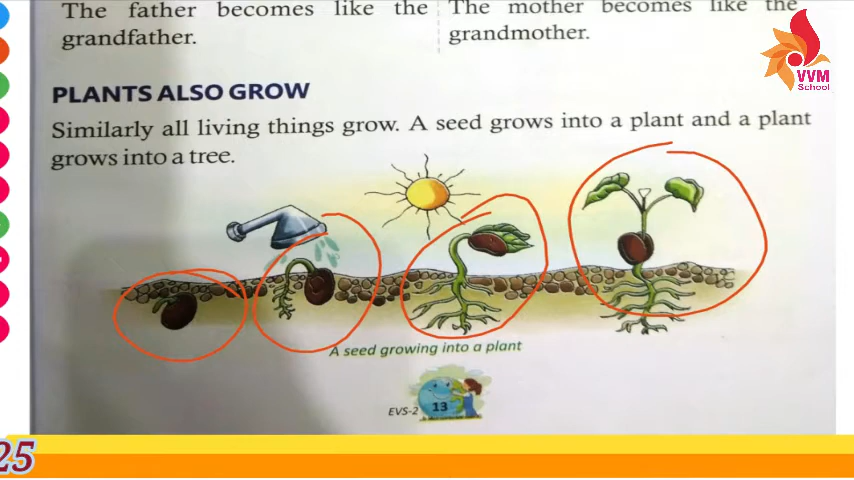 The father becomes like the
grandfather.
The mother becomes like the
grandmother.
VVM
School
PLANTS ALSO GROW
Similarly all living things grow. A seed grows into a plant and a plant
grows into a tree.
A seed growing into a plant
EVS-2 13
25